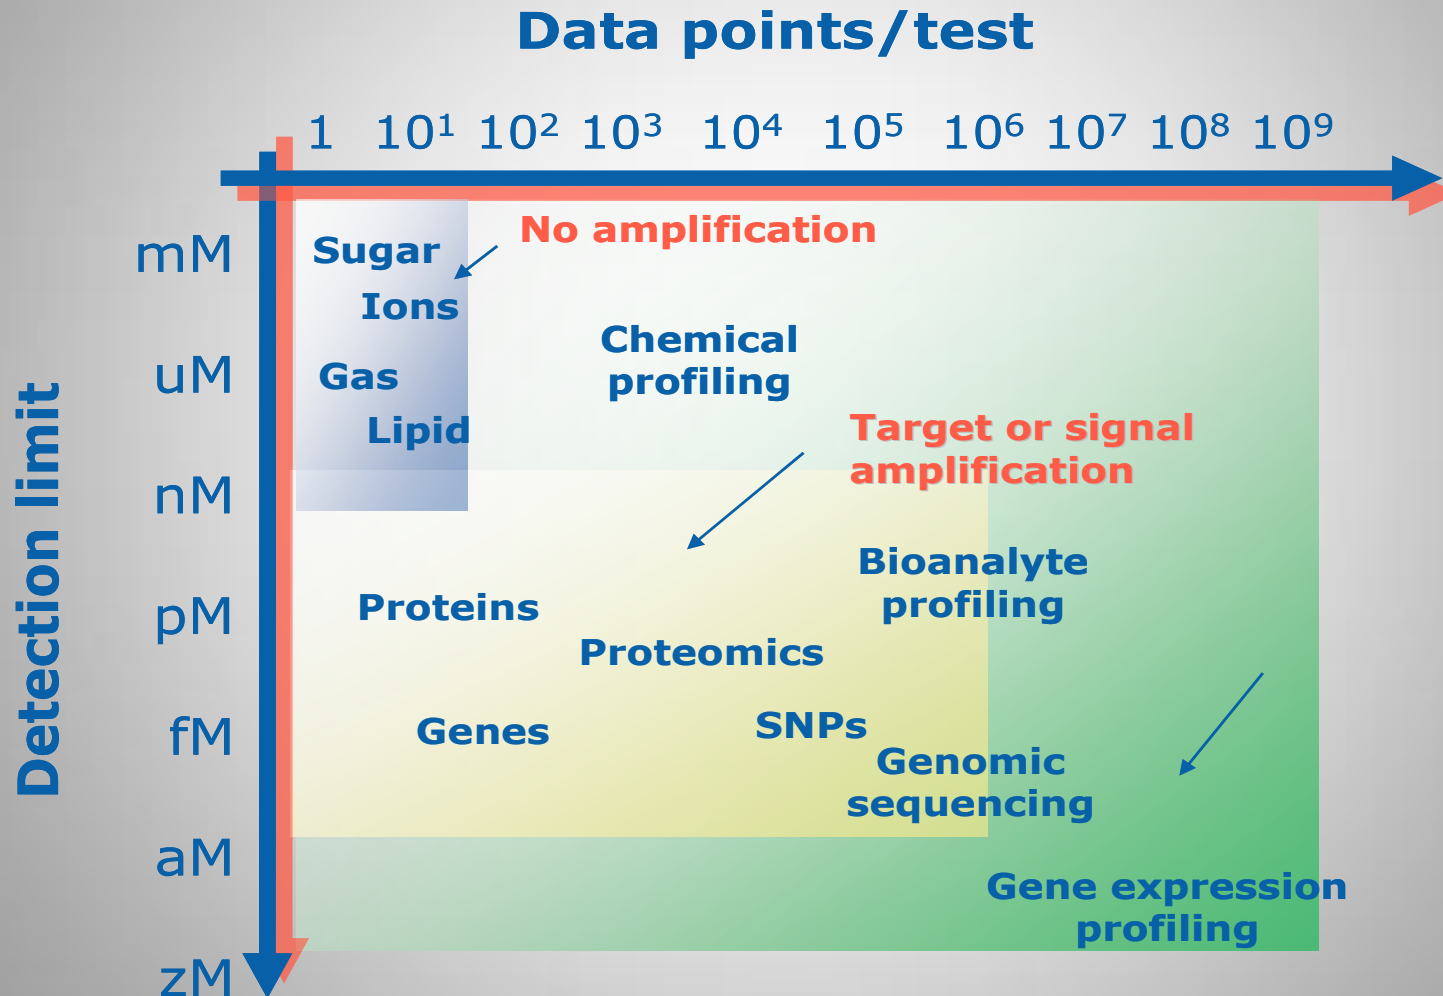 Data points/test
1 10¹ 10² 10³ 10⁴ 10⁵ 10⁶ 10⁷ 10⁸ 10⁹
Detection limit
mM
uM
nM
pM
fM
aM
zM
Sugar
Ions
Gas
Lipid
No amplification
Chemical
profiling
Target or signal
amplification
Bioanalyte
profiling
Proteins
Proteomics
Genes
SNPs
Genomic
sequencing
Gene expression
profiling